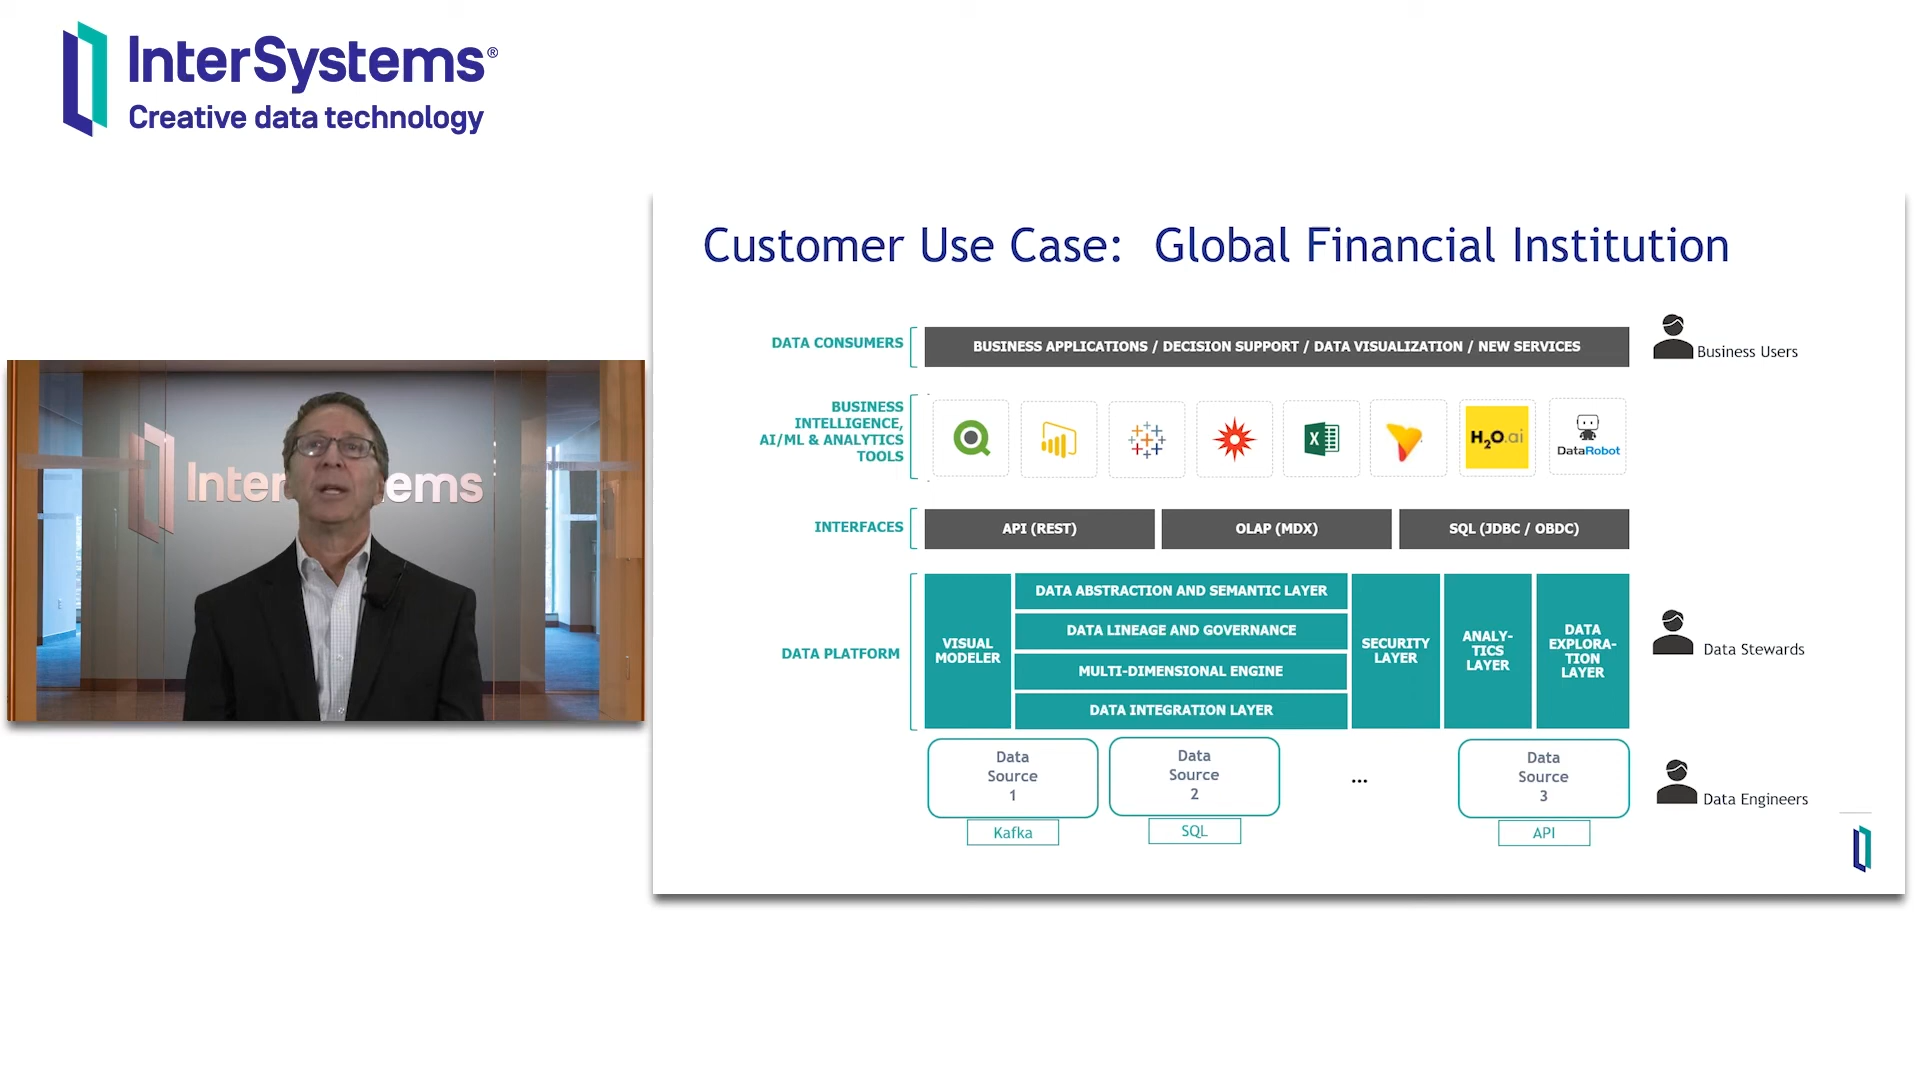 InterSystems®
Creative data technology
Inter ems
Customer Use Case: Global Financial Institution
DATA CONSUMERS
BUSINESS APPLICATIONS / DECISION SUPPORT / DATA VISUALIZATION / NEW SERVICES
Business Users
BUSINESS
INTELLIGENCE,
AI/ML & ANALYTICS
TOOLS
X
H2O.ai
DataRobot
INTERFACES
API (REST)
OLAP (MDX)
SQL (JDBC / OBDC)
DATA PLATFORM
VISUAL
MODELER
DATA ABSTRACTION AND SEMANTIC LAYER
DATA LINEAGE AND GOVERNANCE
MULTI-DIMENSIONAL ENGINE
DATA INTEGRATION LAYER
SECURITY
LAYER
ANALY-
TICS
LAYER
DATA
EXPLORA-
TION
LAYER
Data Stewards
Data
Source
1
Kafka
Data
Source
2
SQL
...
Data
Source
3
API
Data Engineers